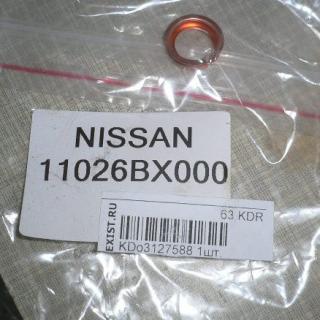 NISSAN
11026BX000
63 KDR
EXIST.RU
KDo3127588 1шт.